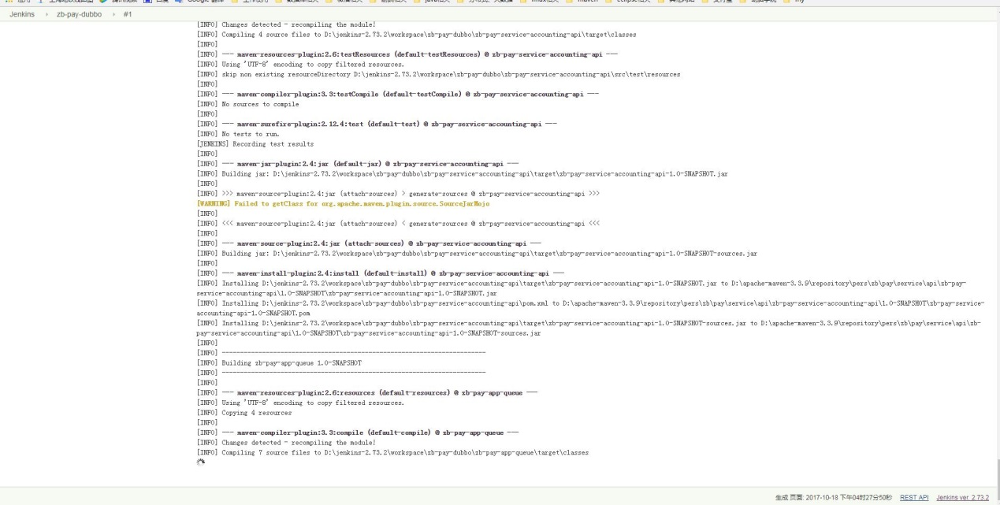 Jenkins › zb-pay-dubbo › #1
[INFO] Changes detected - recompiling the module!
[INFO] Compiling 4 source files to D:\jenkins-2.73.2\workspace\zb-pay-dubbo\zb-pay-service-accounting-api\target\classes
[INFO]
[INFO] --- maven-resources-plugin:2.6:testResources (default-testResources) @ zb-pay-service-accounting-api ---
[INFO] Using 'UTF-8' encoding to copy filtered resources.
[INFO] skip non existing resourceDirectory D:\jenkins-2.73.2\workspace\zb-pay-dubbo\zb-pay-service-accounting-api\src\test\resources
[INFO]
[INFO] --- maven-compiler-plugin:3.3:testCompile (default-testCompile) @ zb-pay-service-accounting-api ---
[INFO] No sources to compile
[INFO]
[INFO] --- maven-surefire-plugin:2.12.4:test (default-test) @ zb-pay-service-accounting-api ---
[INFO] No tests to run.
[JENKINS] Recording test results
[INFO]
[INFO] --- maven-jar-plugin:2.4:jar (default-jar) @ zb-pay-service-accounting-api ---
[INFO] Building jar: D:\jenkins-2.73.2\workspace\zb-pay-dubbo\zb-pay-service-accounting-api\target\zb-pay-service-accounting-api-1.0-SNAPSHOT.jar
[INFO]
[INFO] >>> maven-source-plugin:2.4:jar (attach-sources) > generate-sources @ zb-pay-service-accounting-api >>>
[WARNING] Failed to getClass for org.apache.maven.plugin.source.SourceJarMojo
[INFO]
[INFO] <<< maven-source-plugin:2.4:jar (attach-sources) < generate-sources @ zb-pay-service-accounting-api <<<
[INFO]
[INFO] --- maven-source-plugin:2.4:jar (attach-sources) @ zb-pay-service-accounting-api ---
[INFO] Building jar: D:\jenkins-2.73.2\workspace\zb-pay-dubbo\zb-pay-service-accounting-api\target\zb-pay-service-accounting-api-1.0-SNAPSHOT-sources.jar
[INFO]
[INFO] --- maven-install-plugin:2.4:install (default-install) @ zb-pay-service-accounting-api ---
[INFO] Installing D:\jenkins-2.73.2\workspace\zb-pay-dubbo\zb-pay-service-accounting-api\target\zb-pay-service-accounting-api-1.0-SNAPSHOT.jar to D:\apache-maven-3.3.9\repository\pers\zb\pay\service\api\zb-pay-
service-accounting-api\1.0-SNAPSHOT\zb-pay-service-accounting-api-1.0-SNAPSHOT.jar
[INFO] Installing D:\jenkins-2.73.2\workspace\zb-pay-dubbo\zb-pay-service-accounting-api\pom.xml to D:\apache-maven-3.3.9\repository\pers\zb\pay\service\api\zb-pay-service-accounting-api\1.0-SNAPSHOT\zb-pay-service-
accounting-api-1.0-SNAPSHOT.pom
[INFO] Installing D:\jenkins-2.73.2\workspace\zb-pay-dubbo\zb-pay-service-accounting-api\target\zb-pay-service-accounting-api-1.0-SNAPSHOT-sources.jar to D:\apache-maven-3.3.9\repository\pers\zb\pay\service\api\zb-
pay-service-accounting-api\1.0-SNAPSHOT\zb-pay-service-accounting-api-1.0-SNAPSHOT-sources.jar
[INFO]
[INFO] ------------------------------------------------------------------------
[INFO] Building zb-pay-app-queue 1.0-SNAPSHOT
[INFO] ------------------------------------------------------------------------
[INFO]
[INFO] --- maven-resources-plugin:2.6:resources (default-resources) @ zb-pay-app-queue ---
[INFO] Using 'UTF-8' encoding to copy filtered resources.
[INFO] Copying 4 resources
[INFO]
[INFO] --- maven-compiler-plugin:3.3:compile (default-compile) @ zb-pay-app-queue ---
[INFO] Changes detected - recompiling the module!
[INFO] Compiling 7 source files to D:\jenkins-2.73.2\workspace\zb-pay-dubbo\zb-pay-app-queue\target\classes
生成 页面: 2017-10-18 下午04时27分50秒 REST API Jenkins ver. 2.73.2